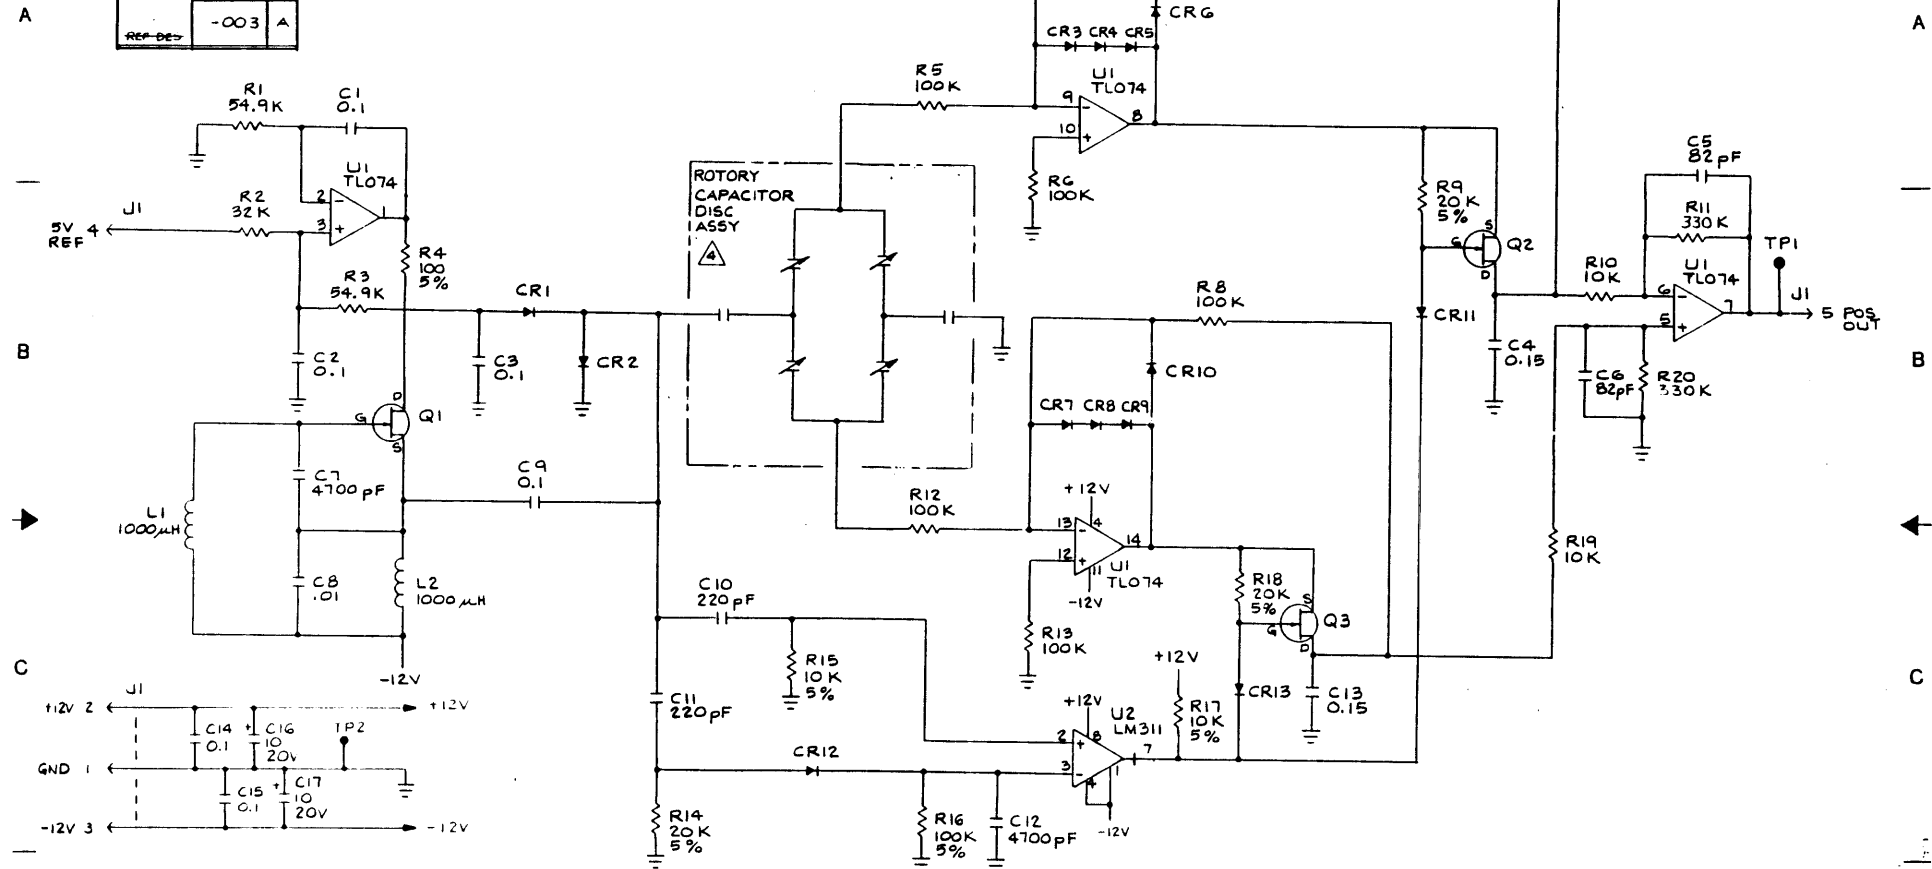 A
-003 A
REF DES
CR6
A
CR3 CR4 CR5
R5
100K
U1
TL074
9
-
8
10
+
R1
54.9K
C1
0.1
C5
82pF
U1
TL074
2
-
1
3
+
ROTORY
CAPACITOR
DISC
ASSY
4
R6
100K
R9
20K
5%
R11
330K
TP1
J1
R2
32K
5V
REF 4
S
G
Q2
D
R4
100
5%
R3
54.9K
CR1
R8
100K
R10
10K
U1
TL074
6
-
7
5
+
J1
5 POS
OUT
CR11
B
C2
0.1
C3
0.1
CR2
CR10
C4
0.15
C6
82pF
R20
330K
B
D
G
Q1
S
CR7 CR8 CR9
C7
4700pF
C9
0.1
R12
100K
+12V
13
-
4
14
12
+
11
U1
TL074
-12V
L1
1000µH
R19
10K
C8
.01
L2
1000µH
C10
220pF
R18
20K
5%
S
G
Q3
D
R13
100K
C
-12V
R15
10K
5%
+12V
C
J1
+12V 2
+12V
C11
220pF
+12V
U2
LM311
R17
10K
5%
CR13
C13
0.15
C14
0.1
+
C16
10
20V
TP2
2
+
8
7
3
-
4
1
CR12
GND 1
C15
0.1
+
C17
10
20V
-12V 3
-12V
R14
20K
5%
R16
100K
5%
C12
4700pF
-12V